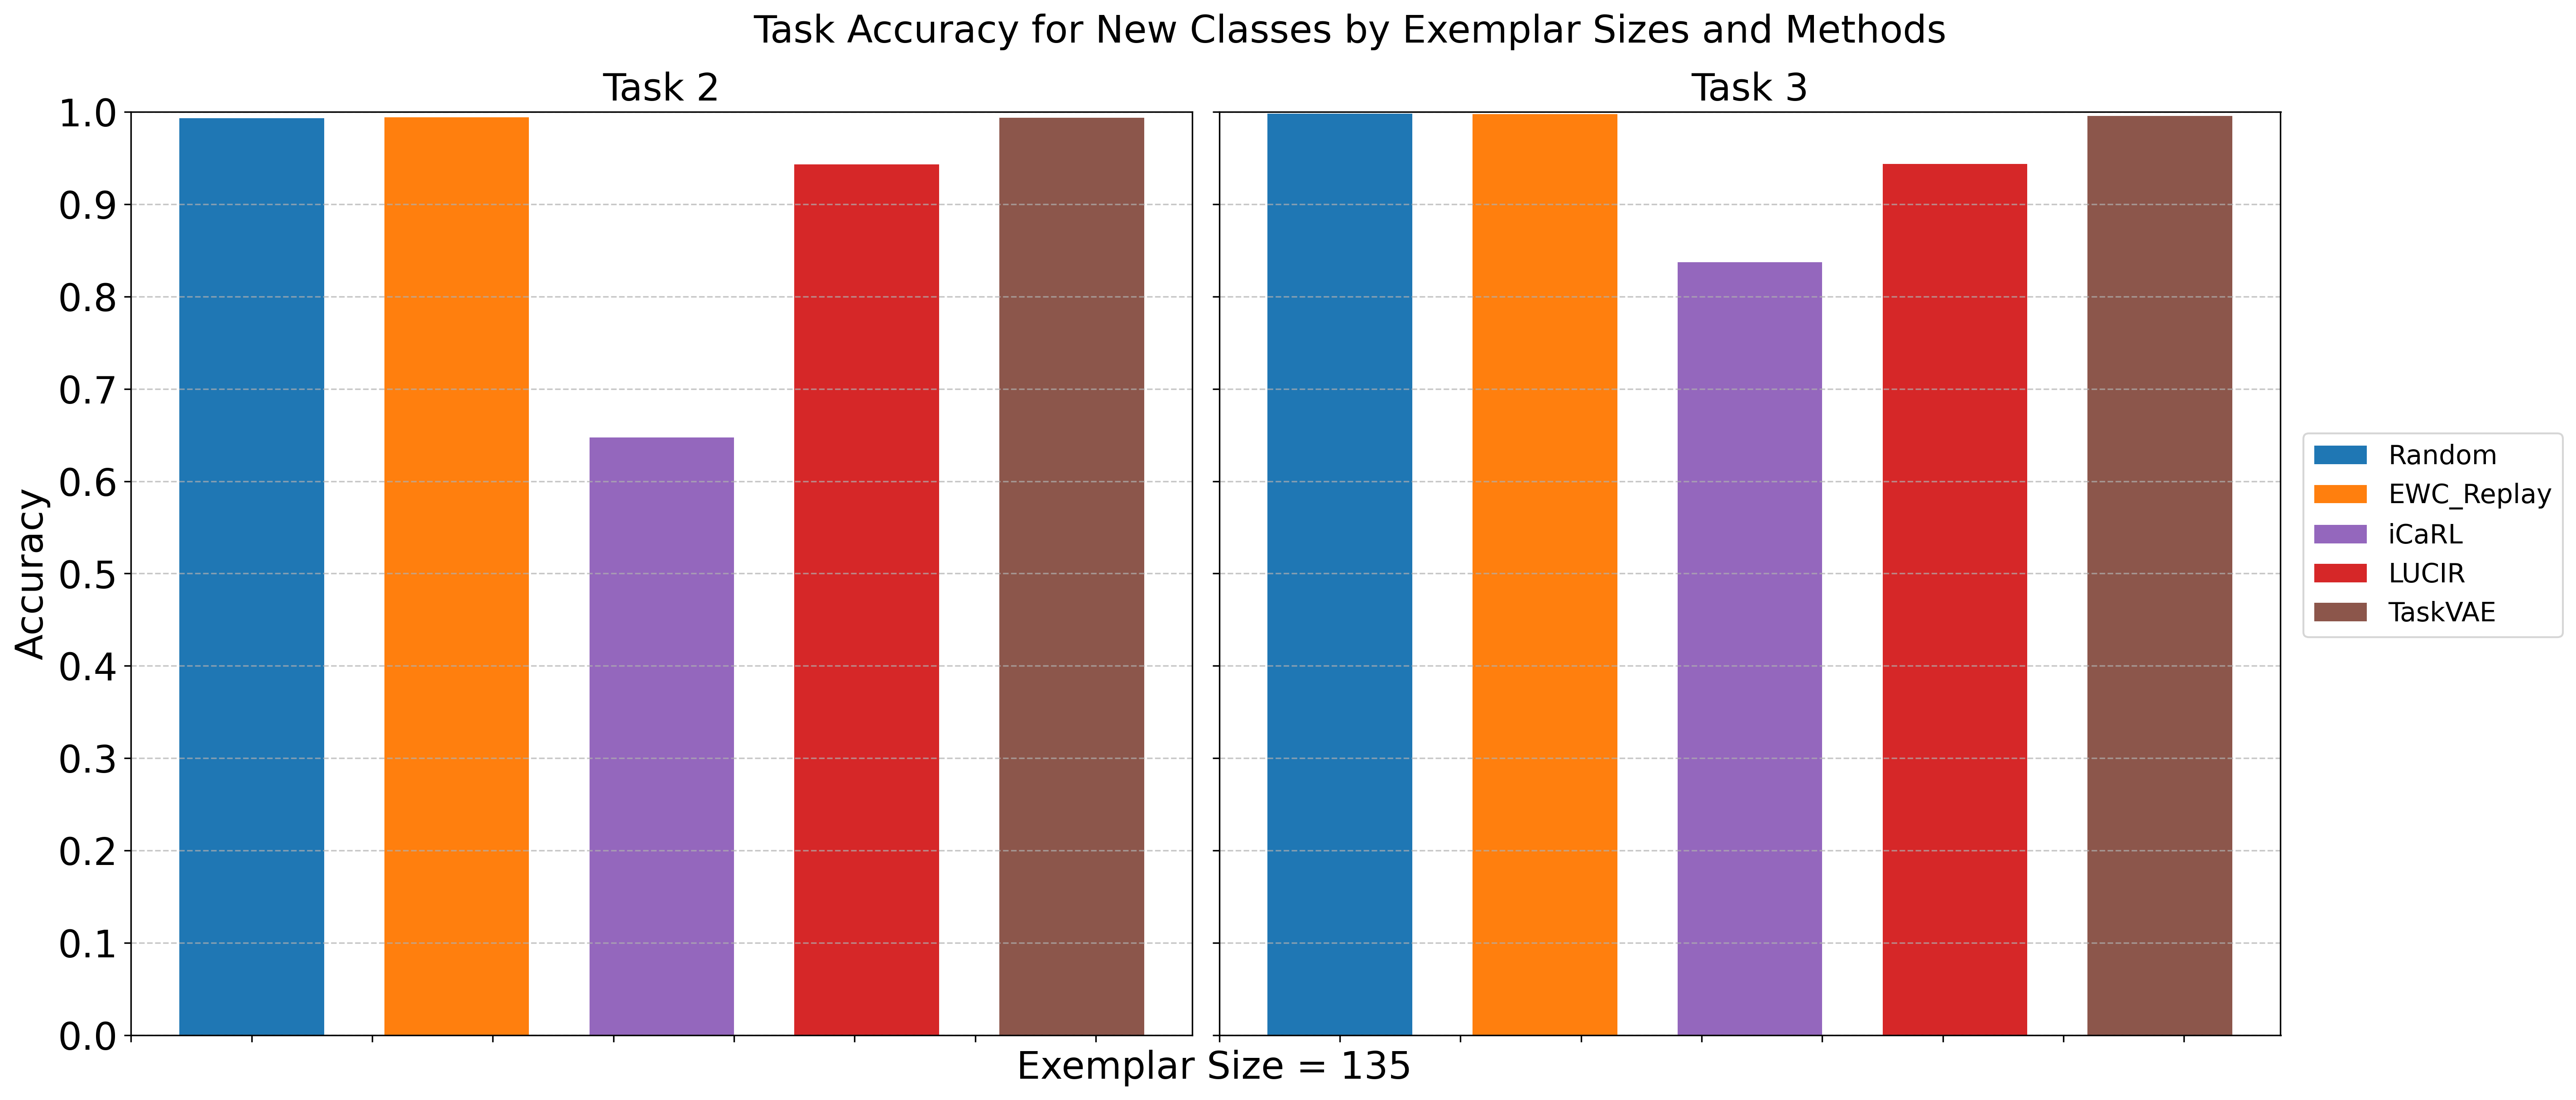 Task Accuracy for New Classes by Exemplar Sizes and Methods
Task 2
Task 3
1.0
0.9
0.8
0.7
0.6
0.5
0.4
0.3
0.2
0.1
0.0
Accuracy
Exemplar Size = 135
Random
EWC_Replay
iCaRL
LUCIR
TaskVAE